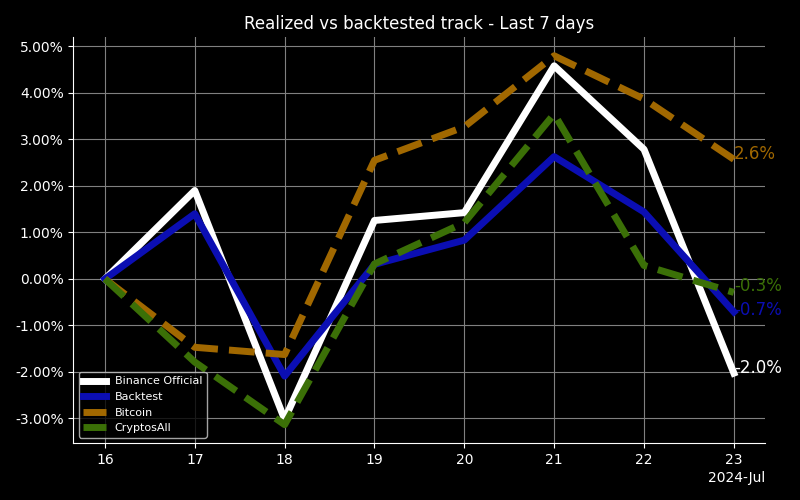 Realized vs backtested track - Last 7 days
5.00%
4.00%
3.00%
2.00%
1.00%
0.00%
-1.00%
-2.00%
-3.00%
2.6%
-0.3%
-0.7%
-2.0%
Binance Official
Backtest
Bitcoin
CryptosAll
16 17 18 19 20 21 22 23
2024-Jul